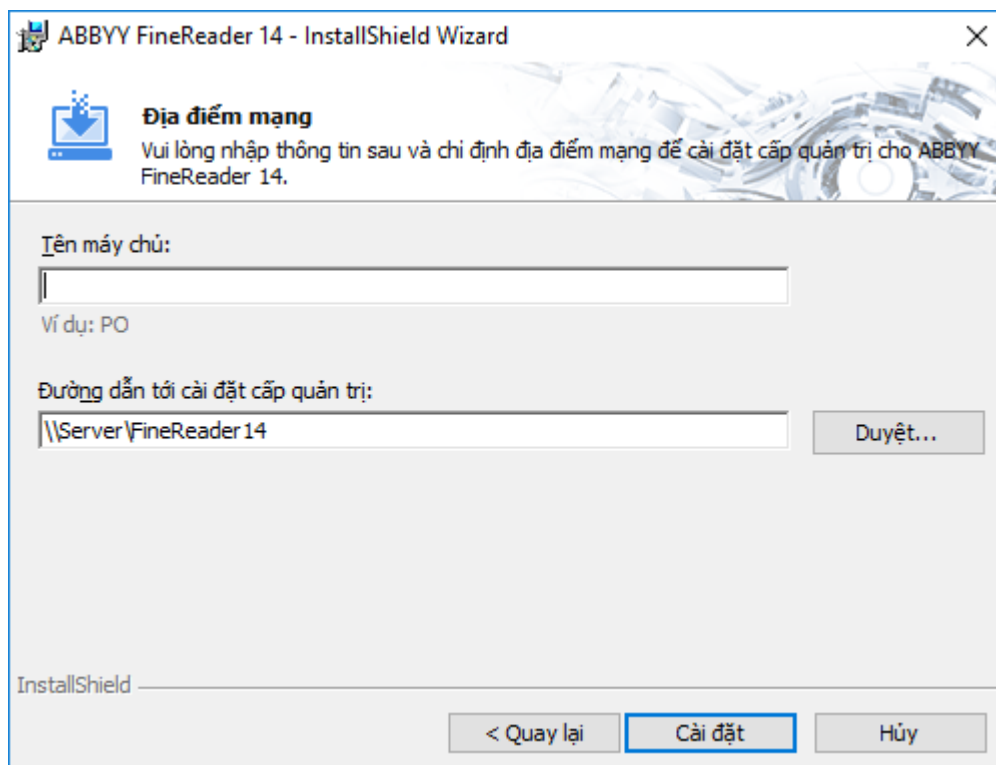 ABBYY FineReader 14 - InstallShield Wizard
Địa điểm mạng
Vui lòng nhập thông tin sau và chỉ định địa điểm mạng để cài đặt cấp quản trị cho ABBYY
FineReader 14.
Tên máy chủ:
Ví dụ: PO
Đường dẫn tới cài đặt cấp quản trị:
\\Server\FineReader14
Duyệt...
InstallShield
< Quay lại
Cài đặt
Hủy